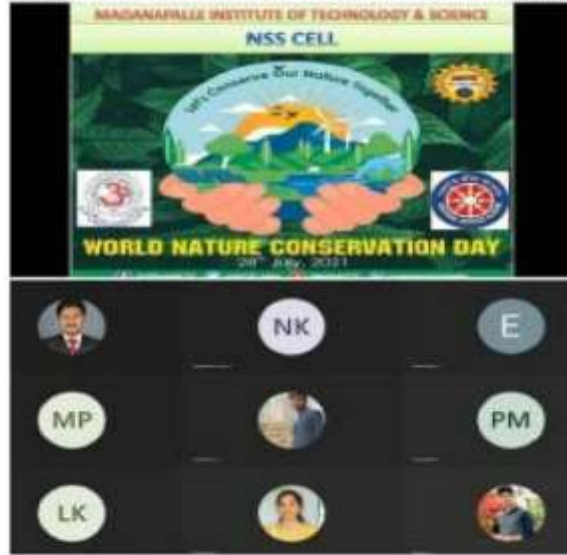 MADANAPALLE INSTITUTE OF TECHNOLOGY & SCIENCE
NSS CELL
Let's Conserve Our Nature Together
WORLD NATURE CONSERVATION DAY
28th July, 2021
NK
E
MP
PM
LK